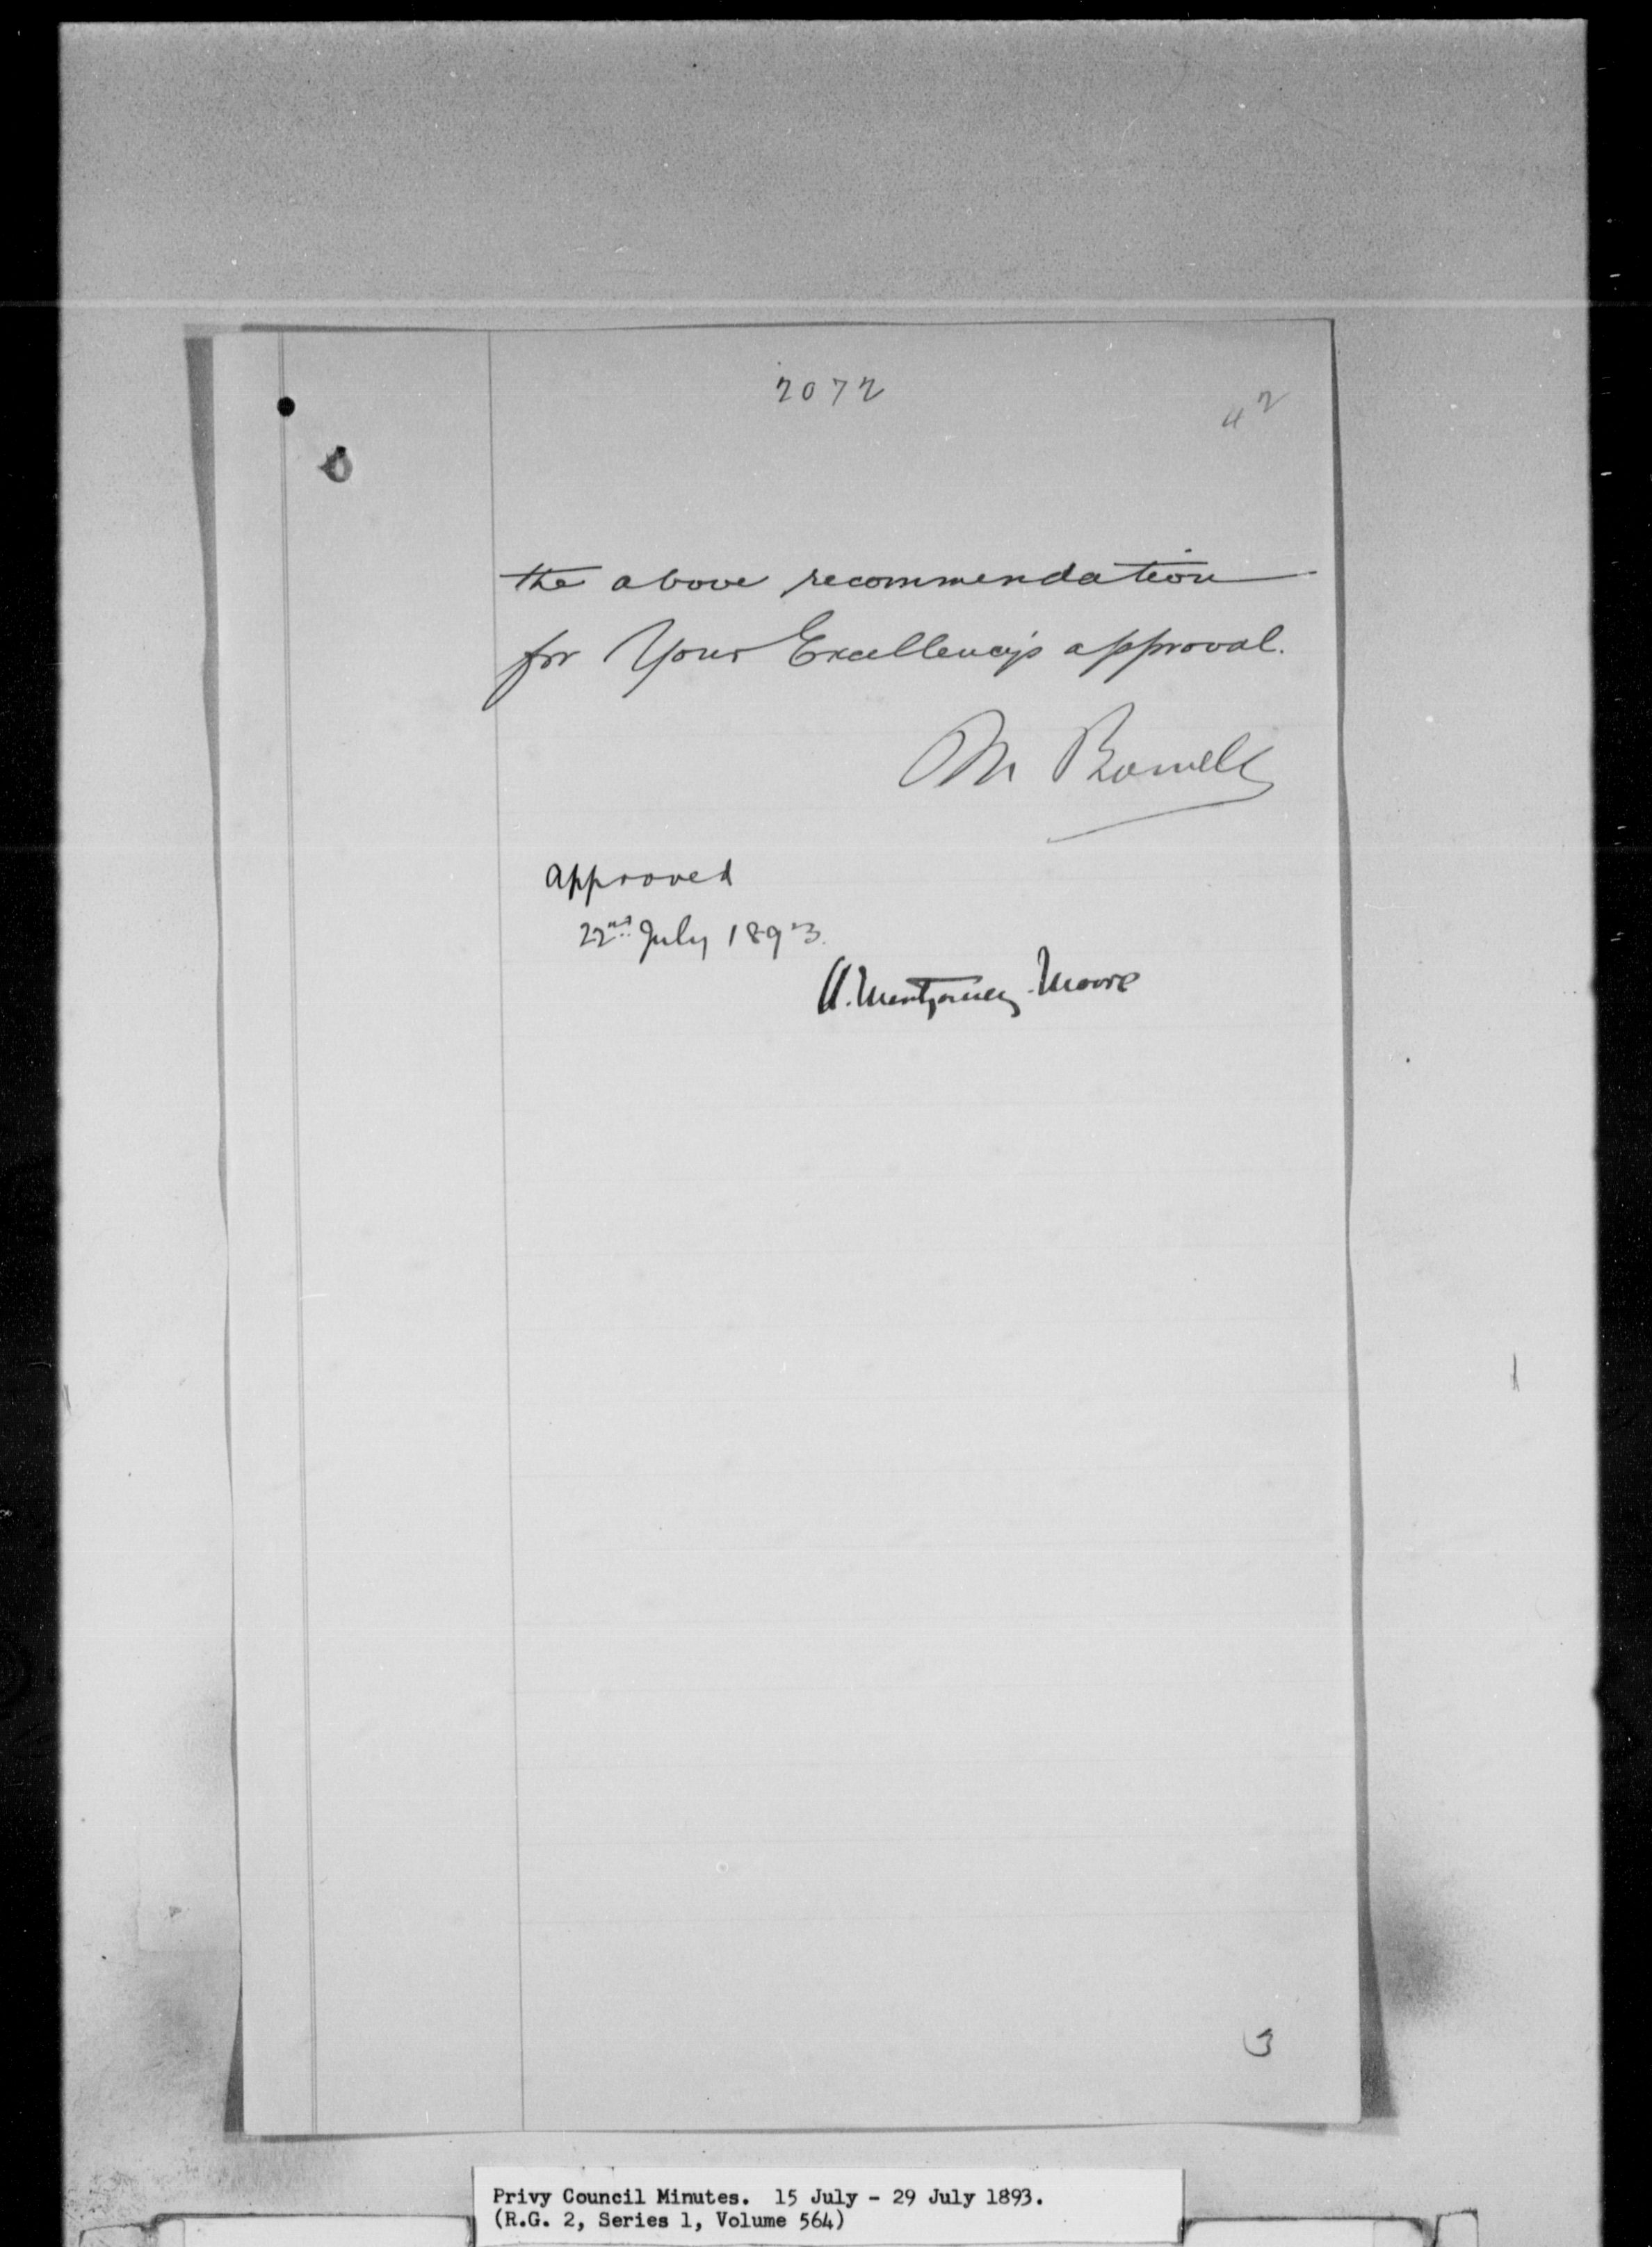 2072
42
the above recommendation
for Your Excellency's approval.
M Bowell
Approved
22nd July 1893.
A. Montgomery-Moore
3
Privy Council Minutes. 15 July - 29 July 1893.
(R.G. 2, Series 1, Volume 564)